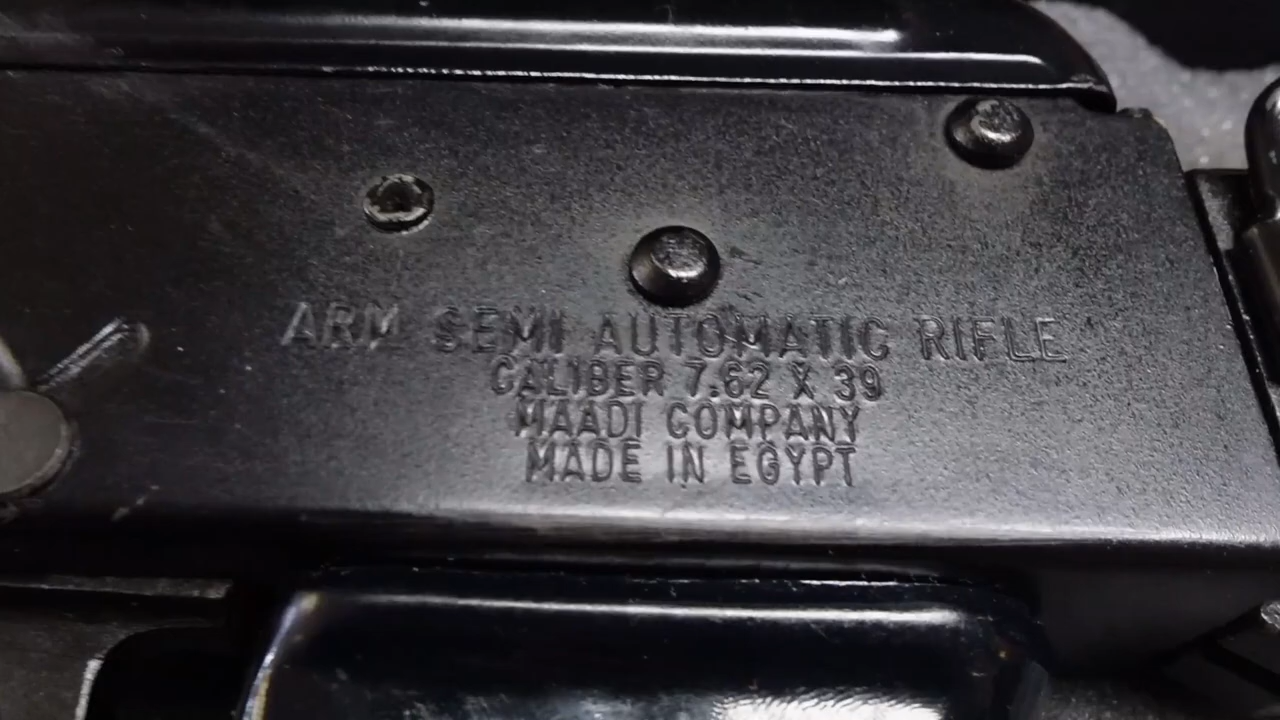 ARM SEMI AUTOMATIC RIFLE
CALIBER 7.62 X 39
MAADI COMPANY
MADE IN EGYPT